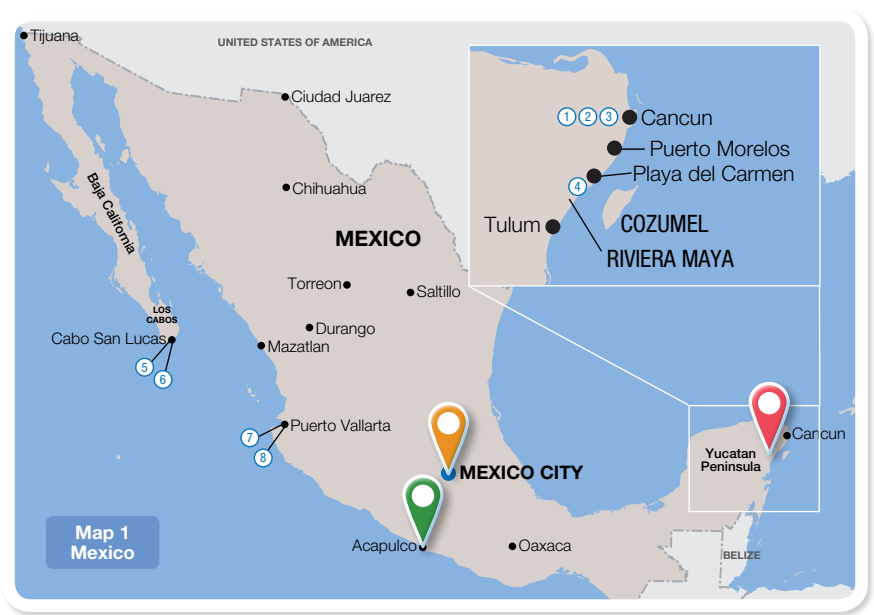 Tijuana
UNITED STATES OF AMERICA
Ciudad Juarez
1 2 3 Cancun
Puerto Morelos
Playa del Carmen
4
Tulum
COZUMEL
RIVIERA MAYA
Chihuahua
Baja California
MEXICO
Torreon
Saltillo
LOS
CABOS
Durango
Cabo San Lucas
Mazatlan
5
6
Puerto Vallarta
7
8
Cancun
Yucatan
Peninsula
MEXICO CITY
Map 1
Mexico
Acapulco
Oaxaca
BELIZE